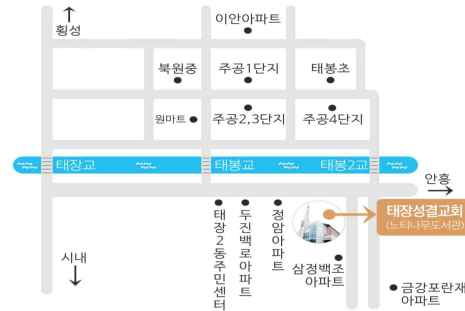 횡성
이안아파트
북원중
주공1단지
태봉초
원마트
주공2,3단지
주공4단지
태장교
태봉교
태봉2교
안흥
태장성결교회
(느티나무도서관)
시내
태장2동주민센터
두진백로아파트
정암아파트
삼정백조
아파트
금강포란재
아파트